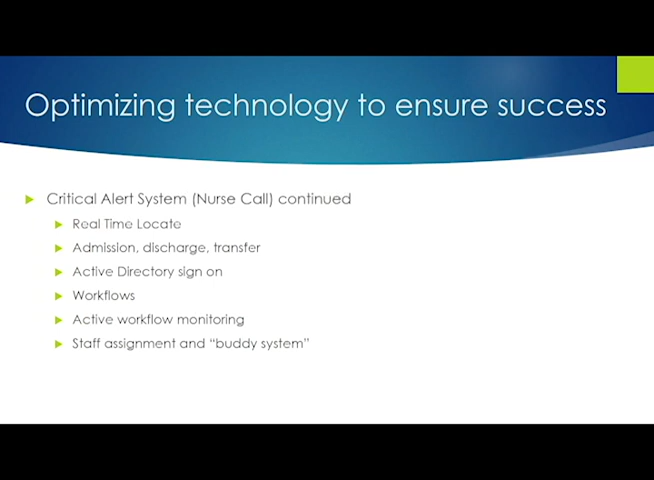 Optimizing technology to ensure success
Critical Alert System (Nurse Call) continued
Real Time Locate
Admission, discharge, transfer
Active Directory sign on
Workflows
Active workflow monitoring
Staff assignment and “buddy system”